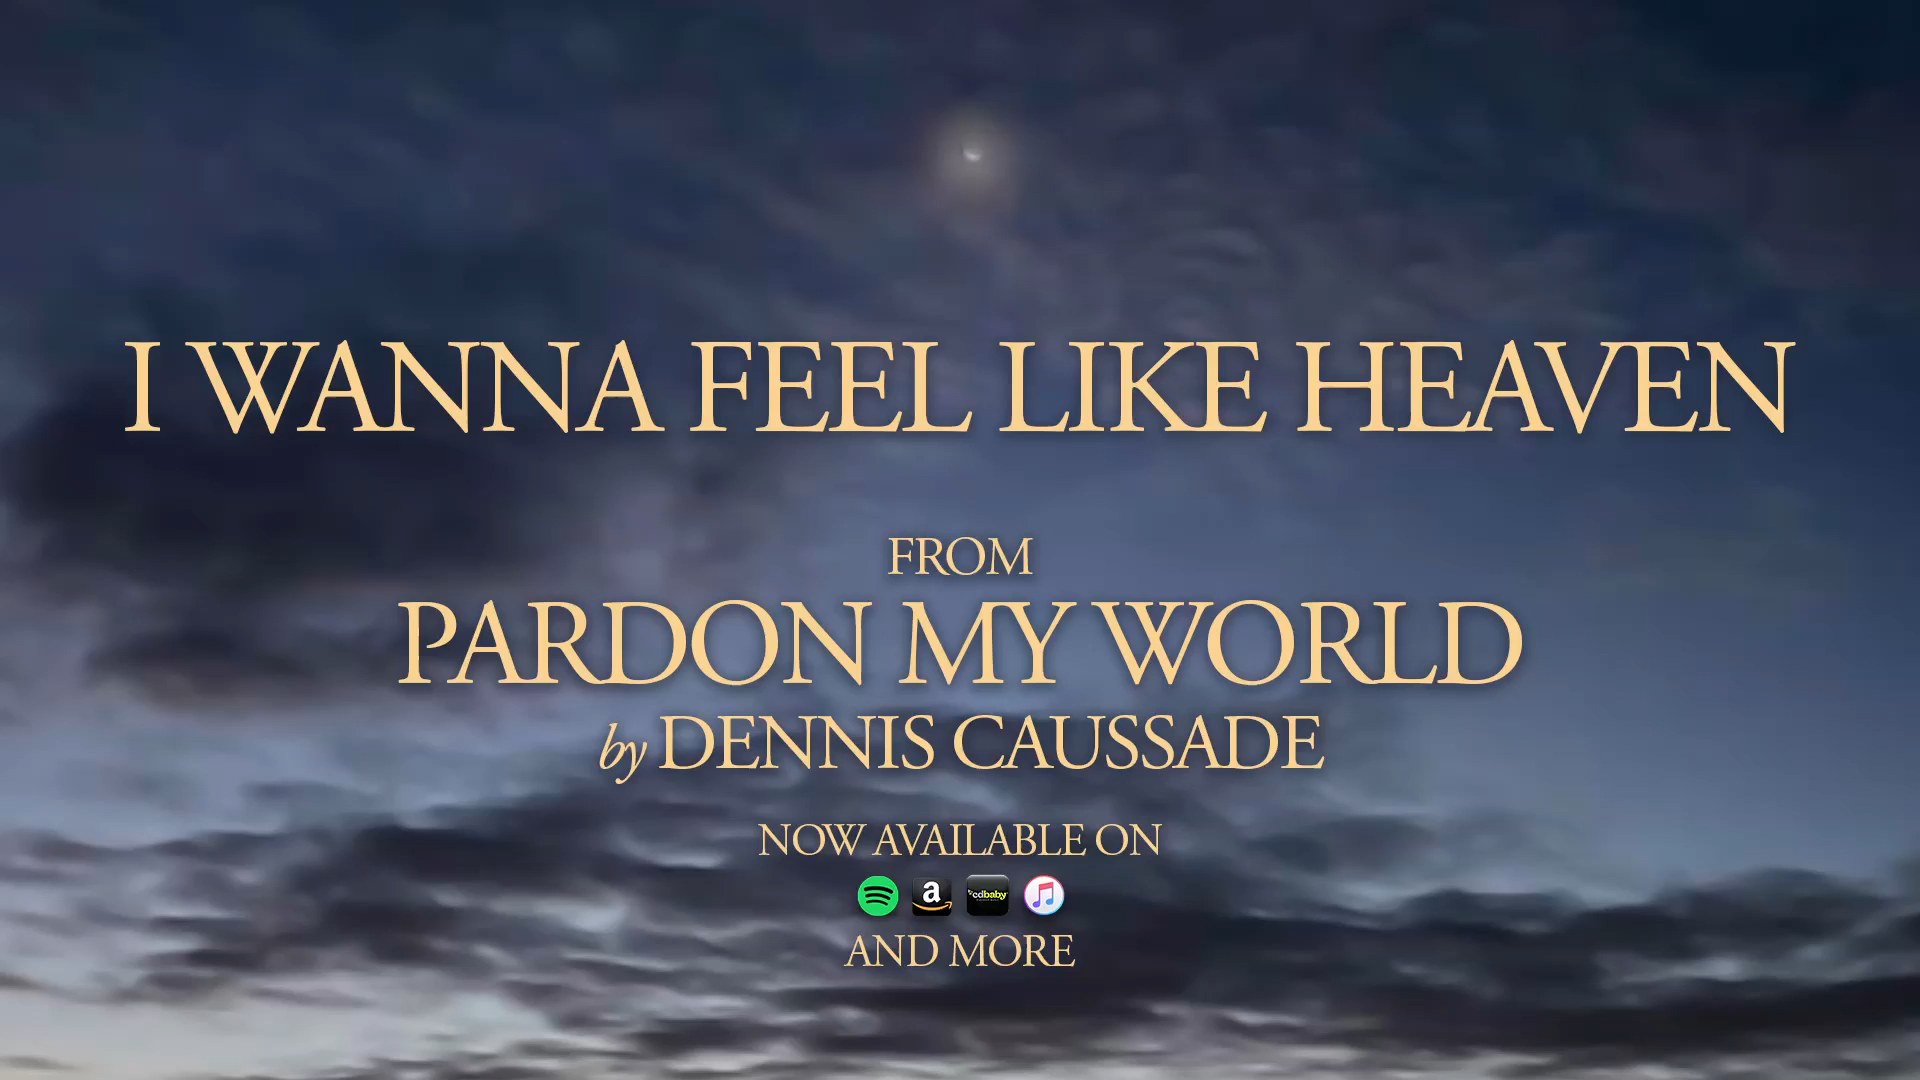 I WANNA FEEL LIKE HEAVEN
FROM
PARDON MY WORLD
by DENNIS CAUSSADE
NOW AVAILABLE ON
a cdbaby
AND MORE